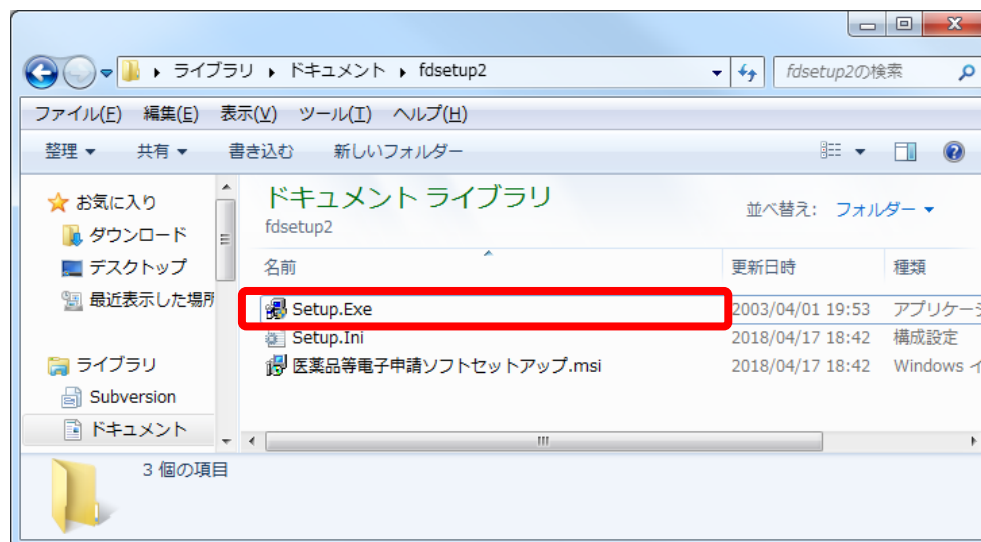 ライブラリ ▸ ドキュメント ▸ fdsetup2
fdsetup2の検索
ファイル(F) 編集(E) 表示(V) ツール(T) ヘルプ(H)
整理 共有 書き込む 新しいフォルダー
お気に入り
ダウンロード
デスクトップ
最近表示した場所
ライブラリ
Subversion
ドキュメント
ドキュメント ライブラリ
fdsetup2
並べ替え: フォルダー
名前 更新日時 種類
Setup.Exe 2003/04/01 19:53 アプリケーシ
Setup.Ini 2018/04/17 18:42 構成設定
医薬品等電子申請ソフトセットアップ.msi 2018/04/17 18:42 Windows イ
3 個の項目